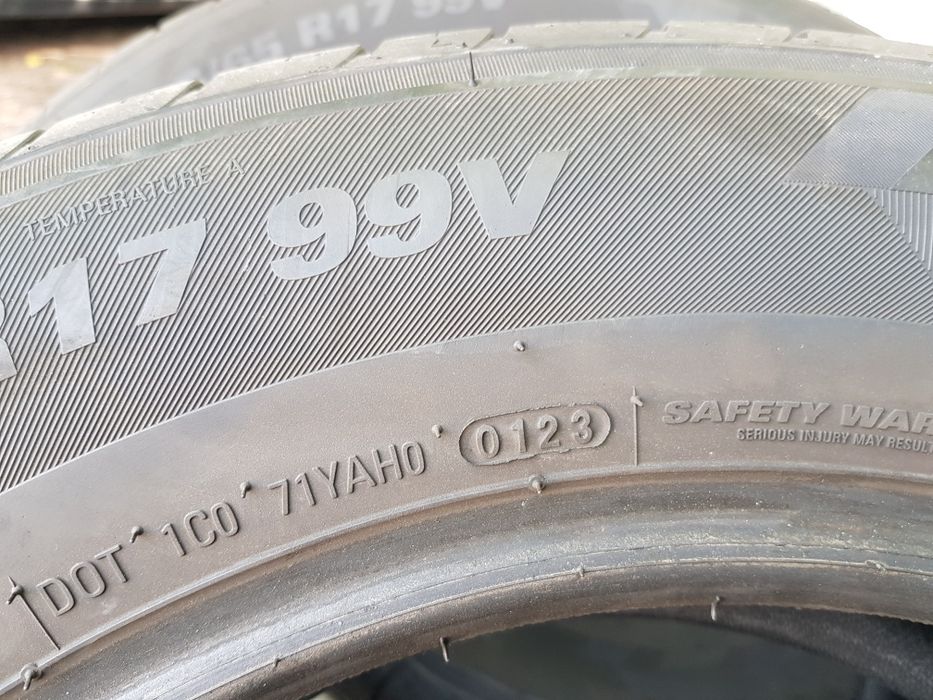 /65 R17 99V
TEMPERATURE A
R17 99V
DOT 1C0 71YAH0 0123
SAFETY WAR
SERIOUS INJURY MAY RESULT